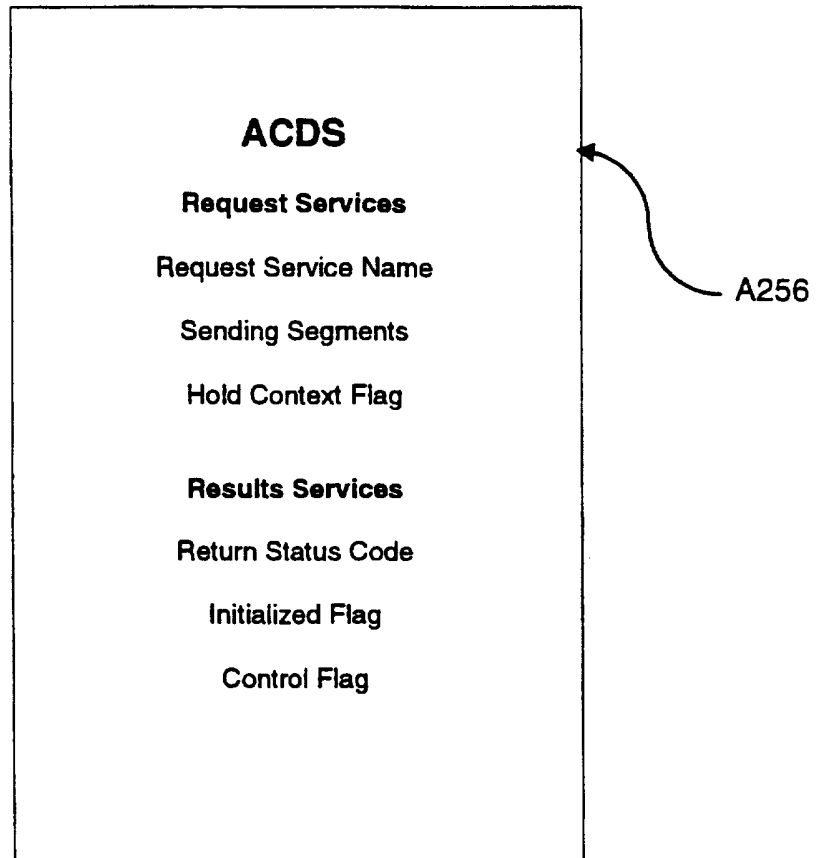 ACDS
Request Services
Request Service Name
Sending Segments
Hold Context Flag
Results Services
Return Status Code
Initialized Flag
Control Flag
A256